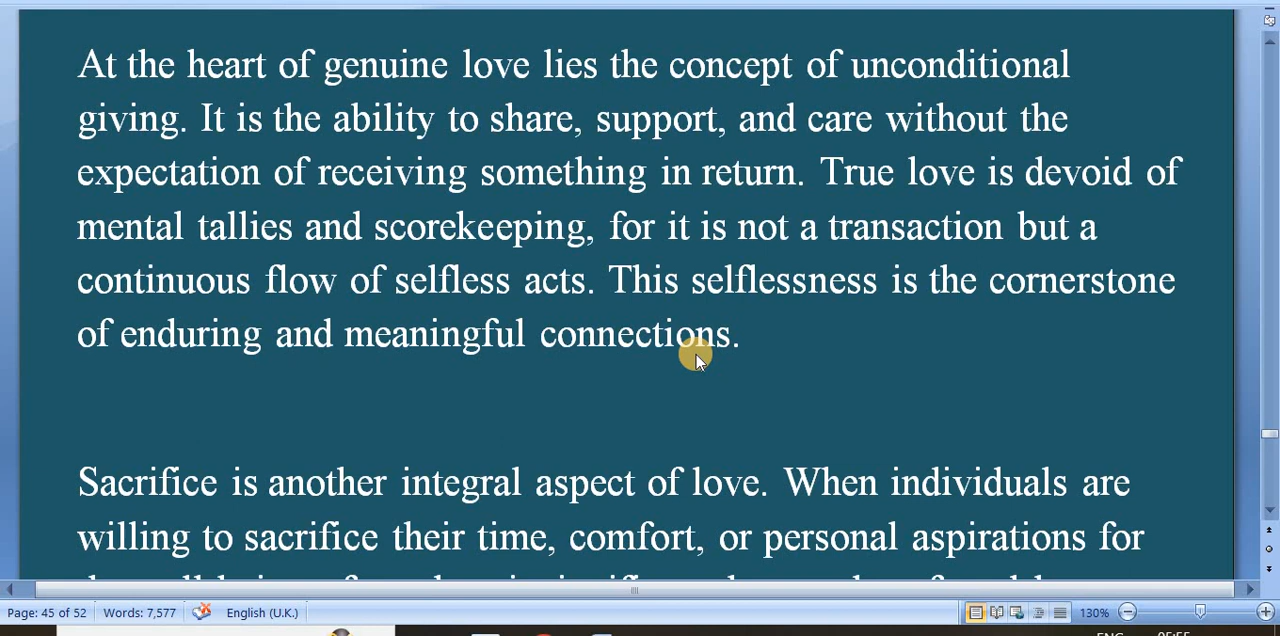 At the heart of genuine love lies the concept of unconditional
giving. It is the ability to share, support, and care without the
expectation of receiving something in return. True love is devoid of
mental tallies and scorekeeping, for it is not a transaction but a
continuous flow of selfless acts. This selflessness is the cornerstone
of enduring and meaningful connections.
Sacrifice is another integral aspect of love. When individuals are
willing to sacrifice their time, comfort, or personal aspirations for
Page: 45 of 52 Words: 7,577 English (U.K.) 130%